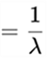 = 1/λ